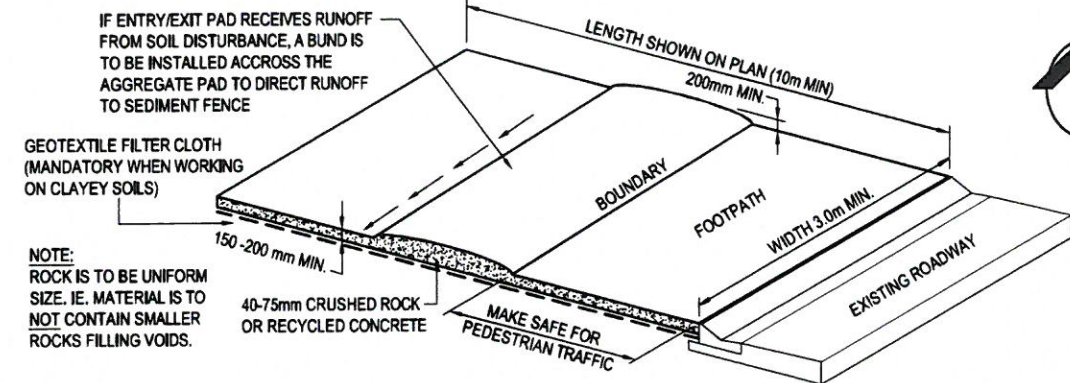 IF ENTRY/EXIT PAD RECEIVES RUNOFF
FROM SOIL DISTURBANCE, A BUND IS
TO BE INSTALLED ACCROSS THE
AGGREGATE PAD TO DIRECT RUNOFF
TO SEDIMENT FENCE
LENGTH SHOWN ON PLAN (10m MIN)
200mm MIN.
GEOTEXTILE FILTER CLOTH
(MANDATORY WHEN WORKING
ON CLAYEY SOILS)
BOUNDARY
FOOTPATH
WIDTH 3.0m MIN.
EXISTING ROADWAY
150 -200 mm MIN.
NOTE:
ROCK IS TO BE UNIFORM
SIZE. IE. MATERIAL IS TO
NOT CONTAIN SMALLER
ROCKS FILLING VOIDS.
40-75mm CRUSHED ROCK
OR RECYCLED CONCRETE
MAKE SAFE FOR
PEDESTRIAN TRAFFIC